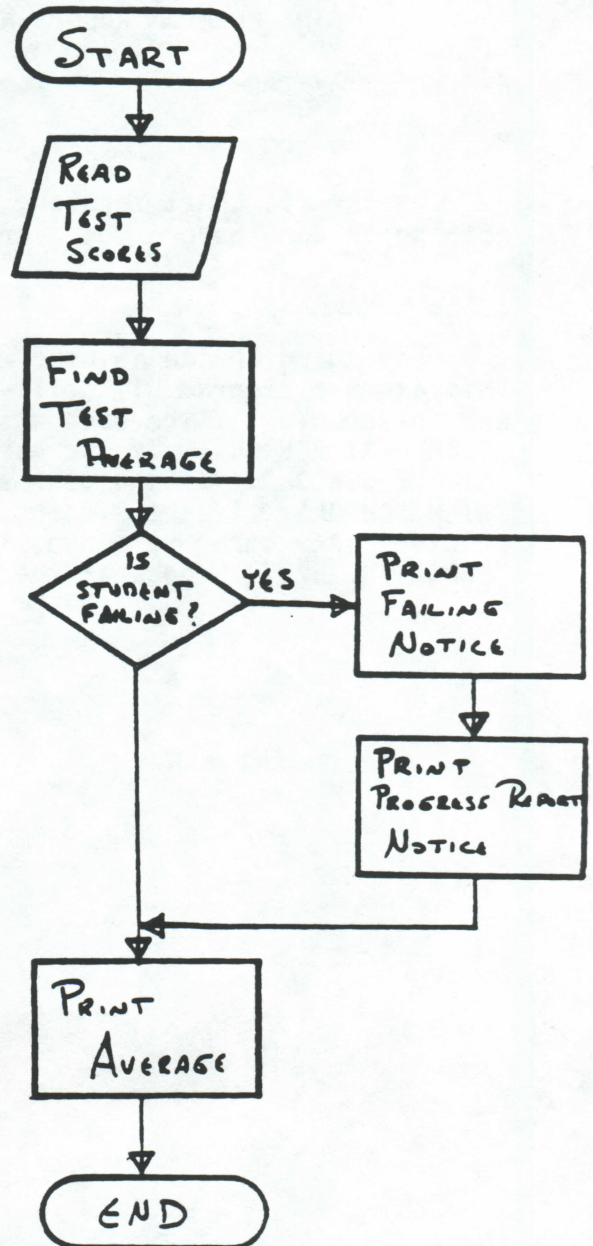 START
READ
TEST
SCORES
FIND
TEST
AVERAGE
IS
STUDENT
FAILING?
YES
PRINT
FAILING
NOTICE
PRINT
PROGRESS REPORT
NOTICE
PRINT
AVERAGE
END